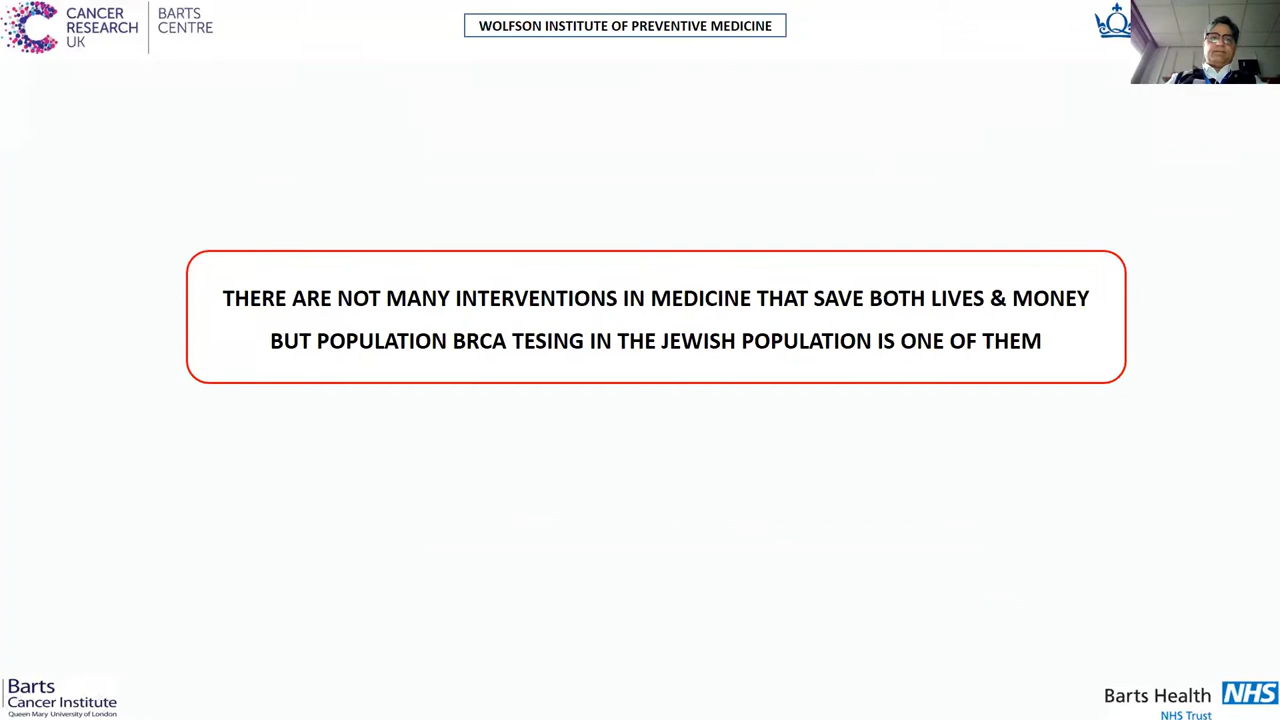 CANCER
RESEARCH
UK
BARTS
CENTRE
WOLFSON INSTITUTE OF PREVENTIVE MEDICINE
THERE ARE NOT MANY INTERVENTIONS IN MEDICINE THAT SAVE BOTH LIVES & MONEY
BUT POPULATION BRCA TESING IN THE JEWISH POPULATION IS ONE OF THEM
Barts
Cancer Institute
Queen Mary University of London
Barts Health NHS
NHS Trust